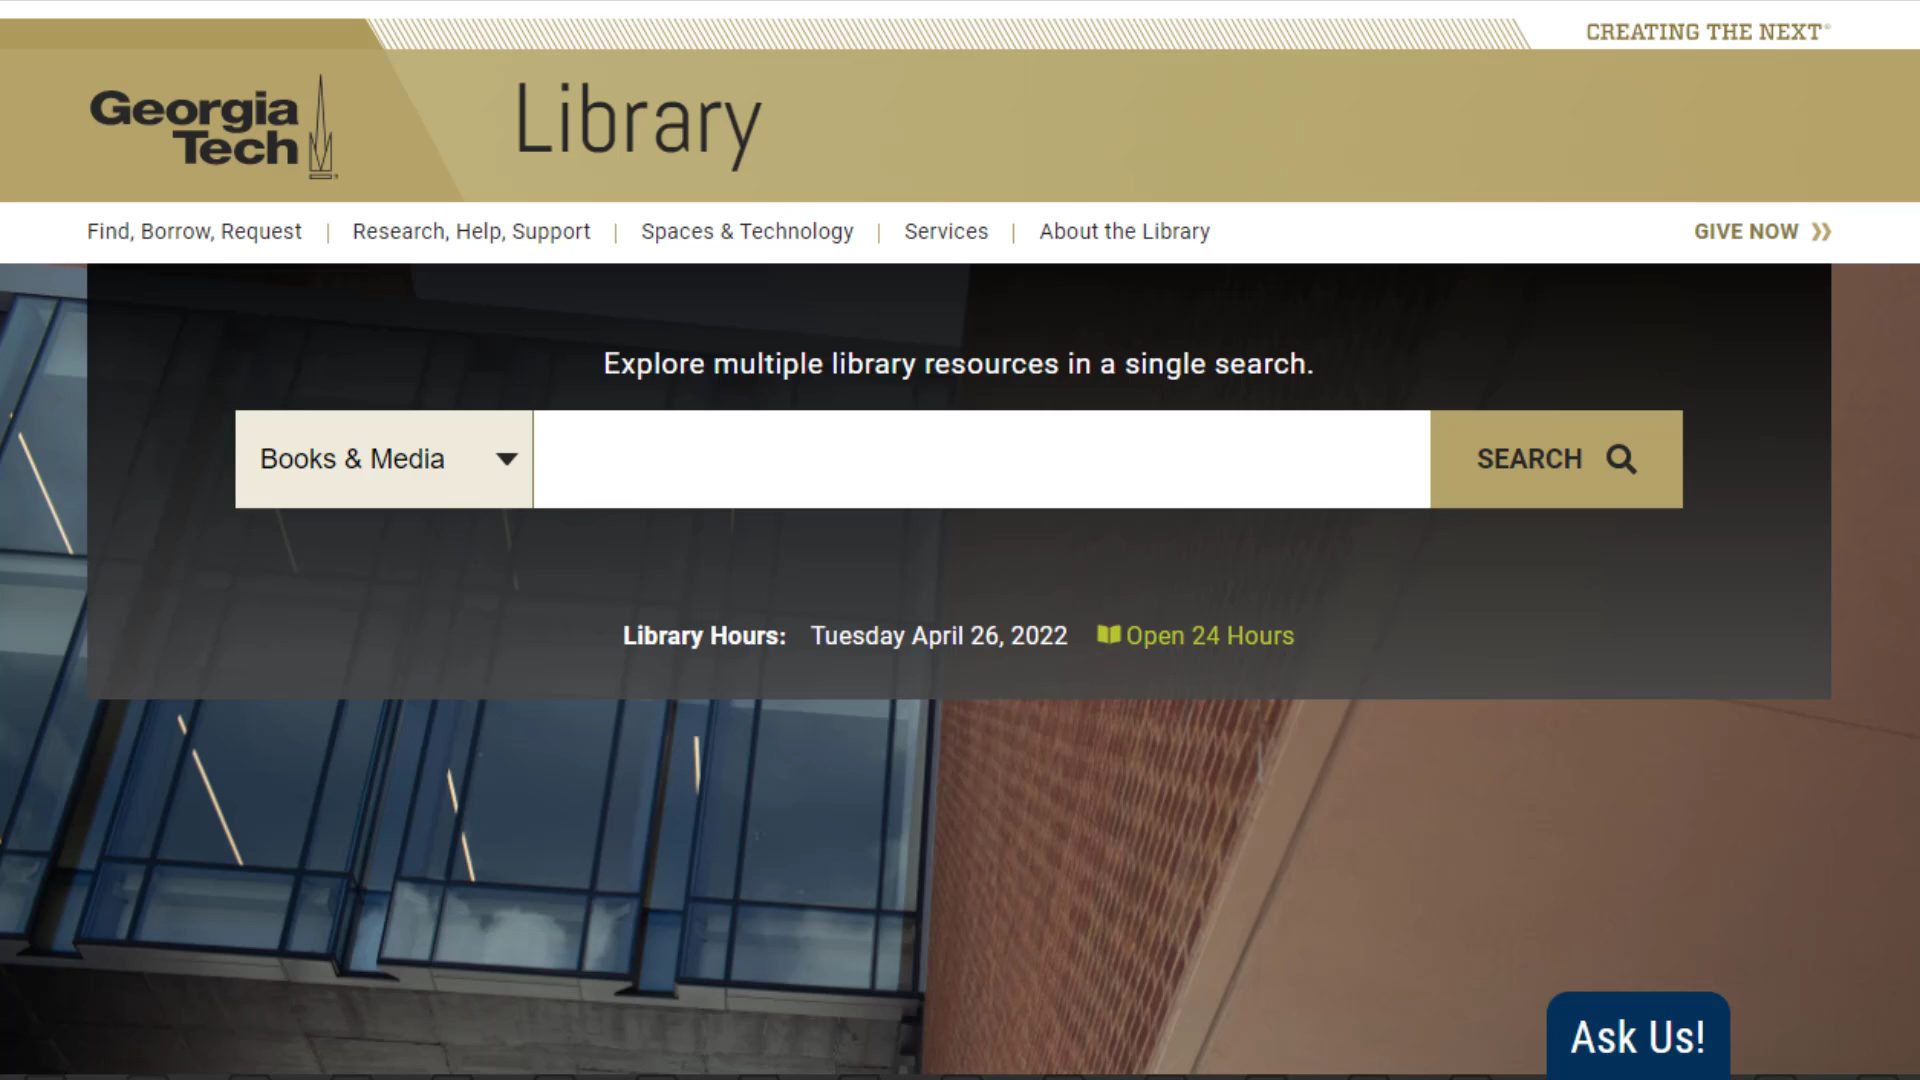 CREATING THE NEXT®
Georgia
Tech
Library
Find, Borrow, Request | Research, Help, Support | Spaces & Technology | Services | About the Library
GIVE NOW »
Explore multiple library resources in a single search.
Books & Media
SEARCH
Library Hours: Tuesday April 26, 2022 Open 24 Hours
Ask Us!